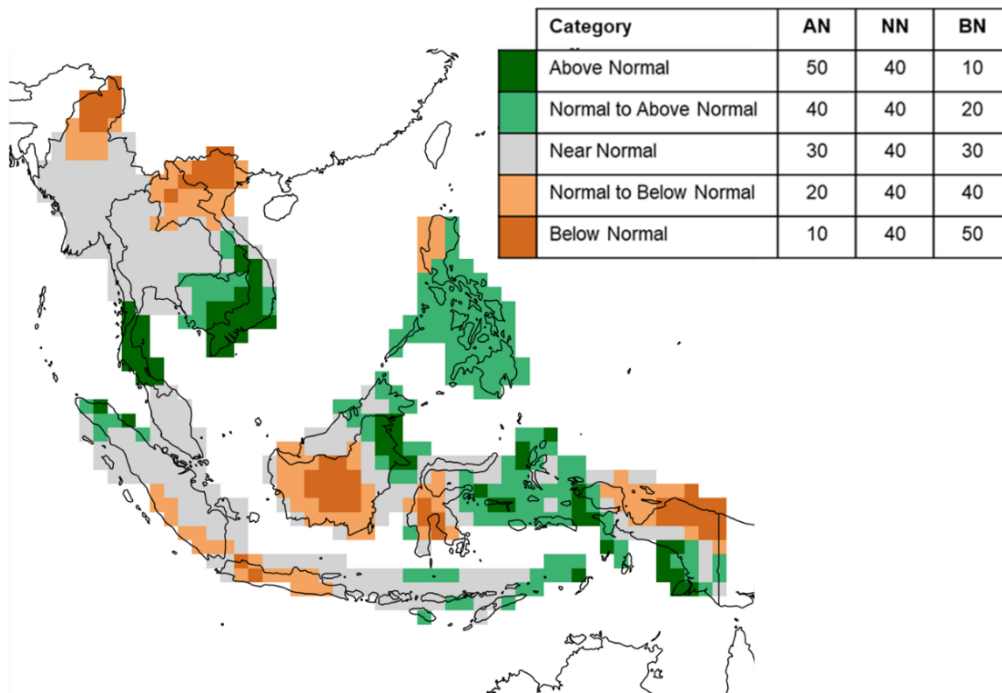 Category AN NN BN
Above Normal 50 40 10
Normal to Above Normal 40 40 20
Near Normal 30 40 30
Normal to Below Normal 20 40 40
Below Normal 10 40 50